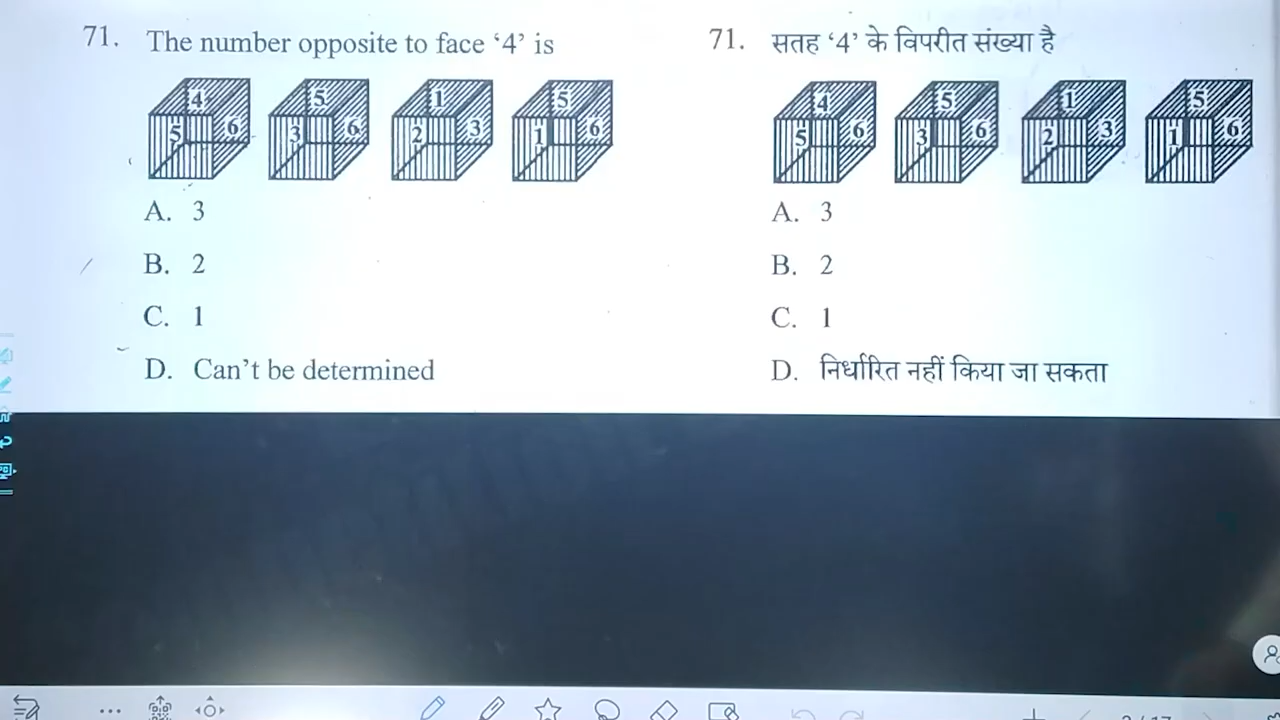 71. The number opposite to face ‘4’ is
4 5 6
5 3 6
1 2 3
5 1 6
A. 3
B. 2
C. 1
D. Can’t be determined
71. सतह ‘4’ के विपरीत संख्या है
4 5 6
5 3 6
1 2 3
5 1 6
A. 3
B. 2
C. 1
D. निर्धारित नहीं किया जा सकता